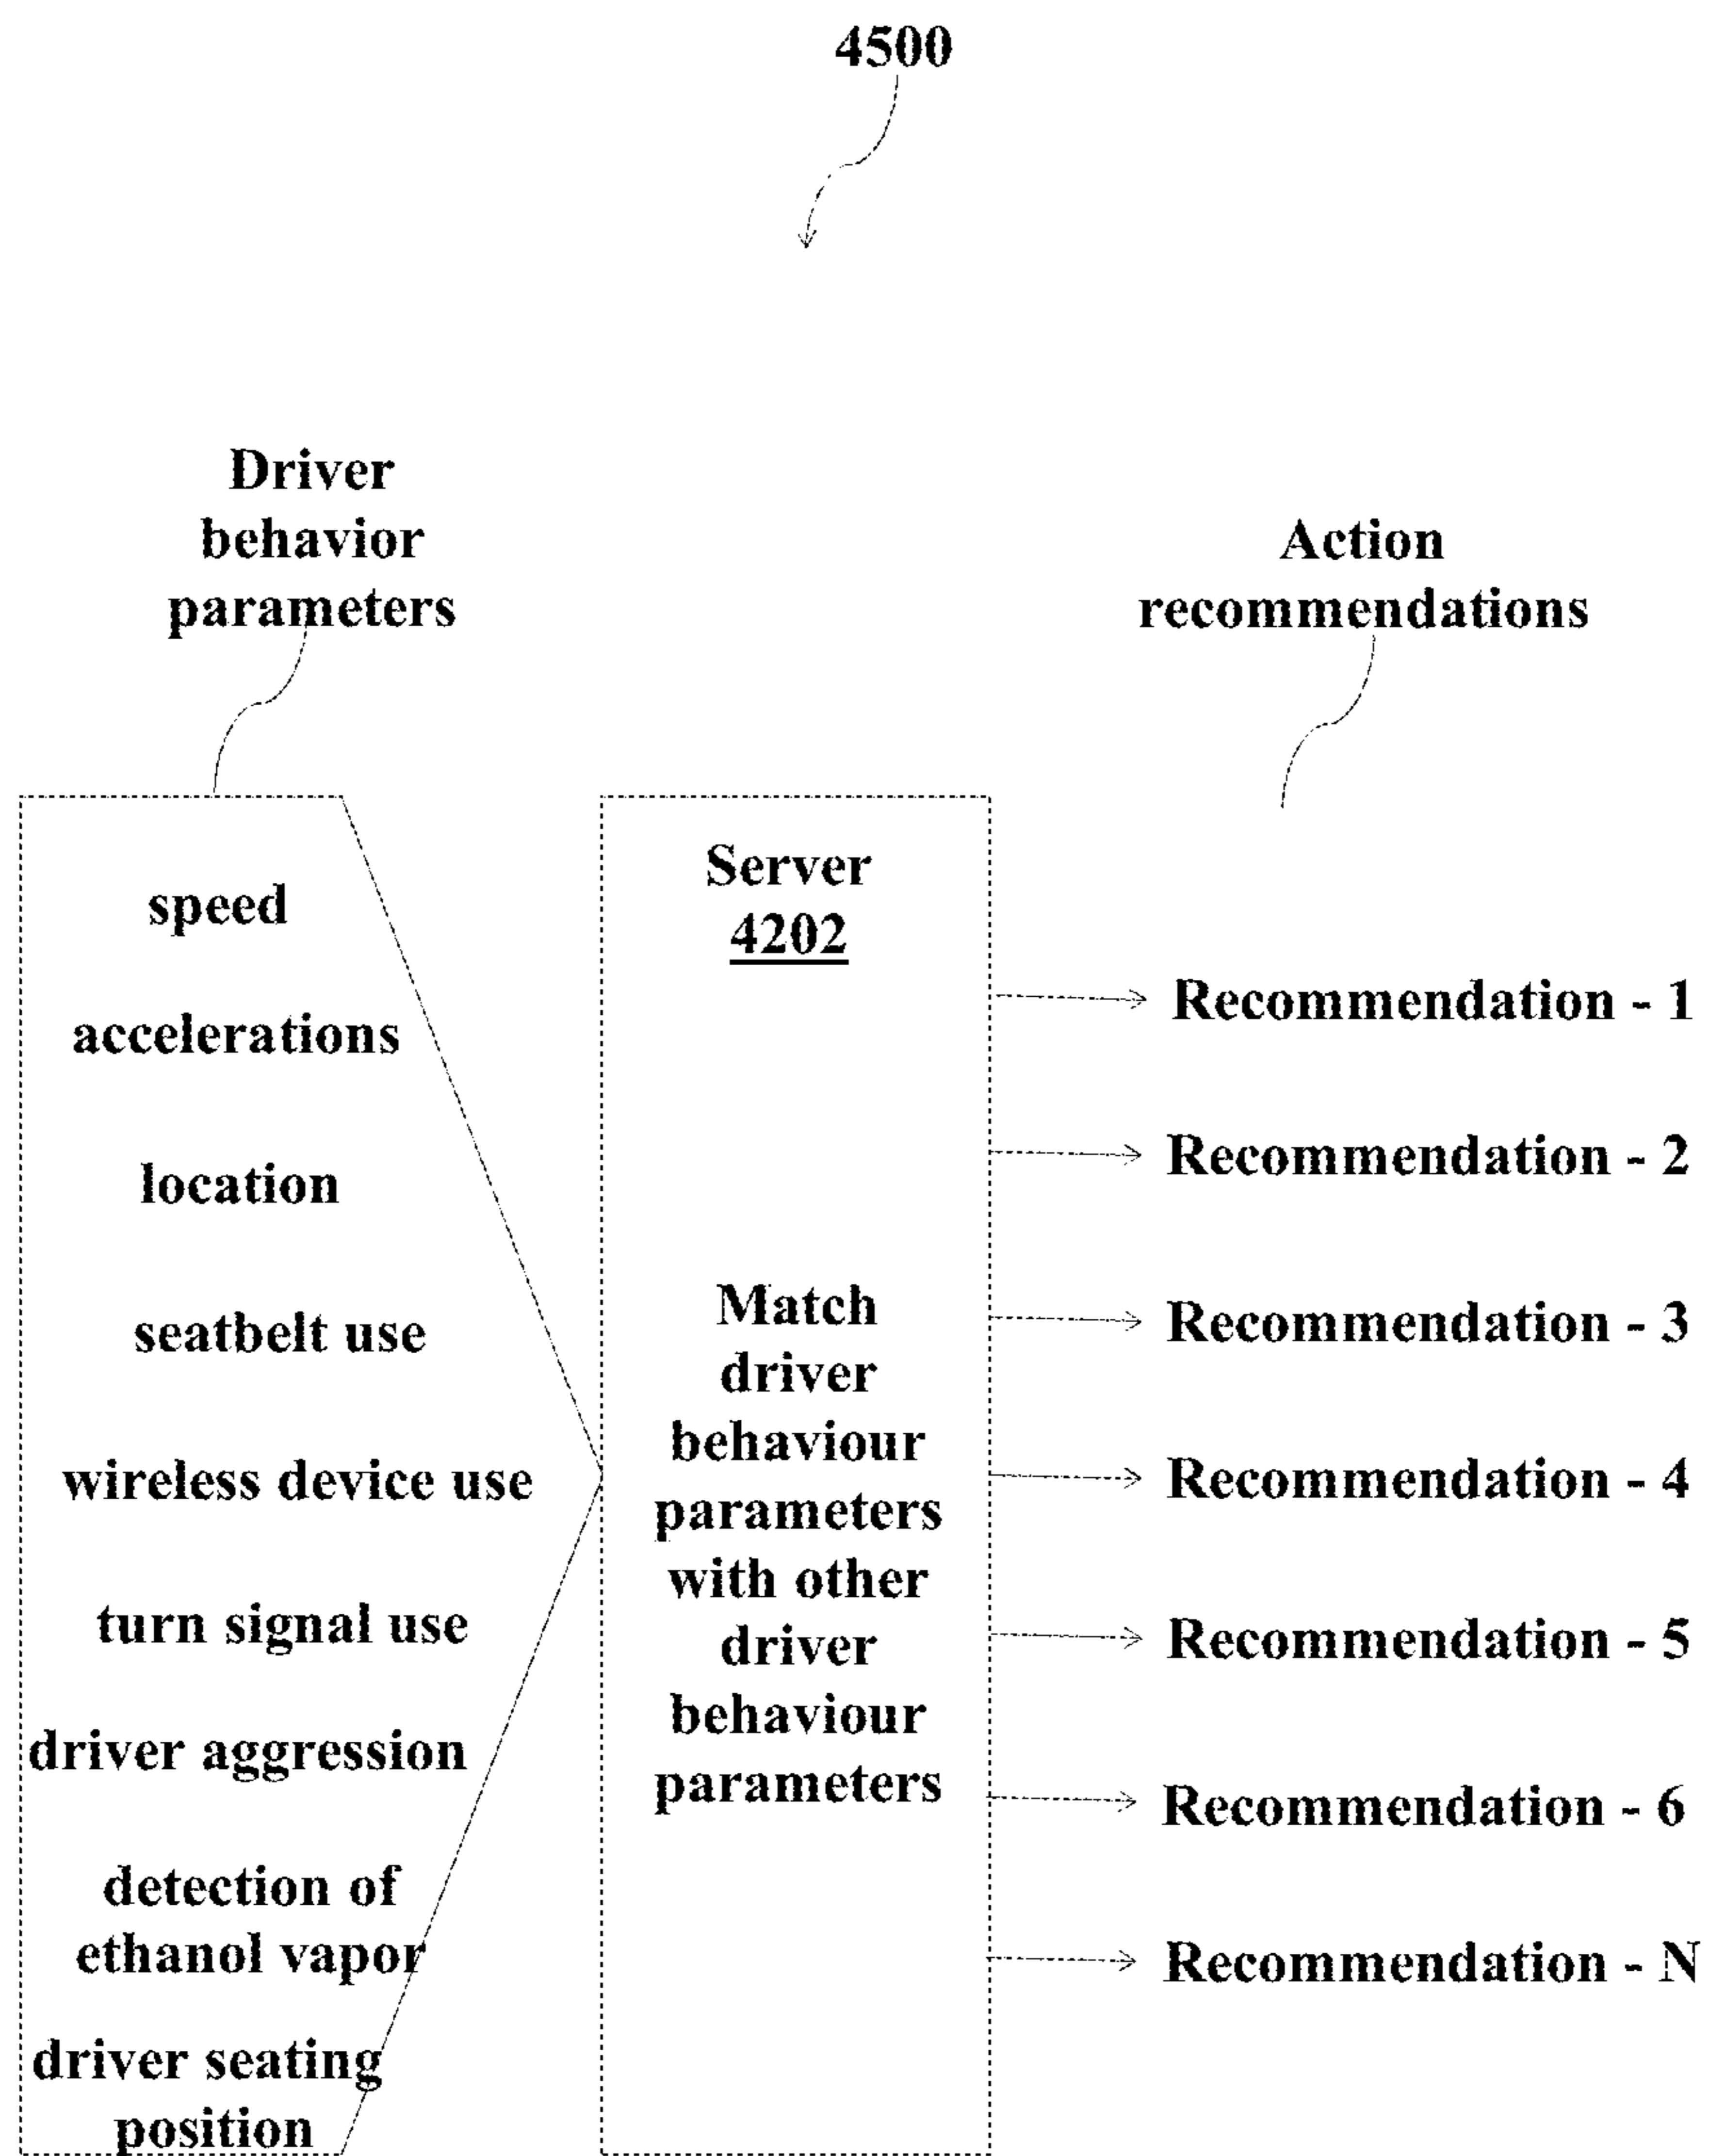 4500
Driver
behavior
parameters
Action
recommendations
speed
accelerations
location
seatbelt use
wireless device use
turn signal use
driver aggression
detection of
ethanol vapor
driver seating
position
Server
4202
Match
driver
behaviour
parameters
with other
driver
behaviour
parameters
Recommendation - 1
Recommendation - 2
Recommendation - 3
Recommendation - 4
Recommendation - 5
Recommendation - 6
Recommendation - N